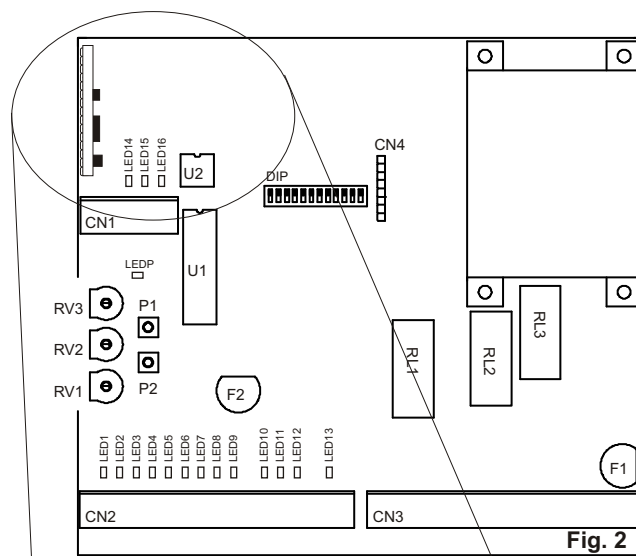 LED14
LED15
LED16
U2
DIP
CN4
CN1
U1
LEDP
RV3
P1
RV2
RV1
P2
F2
RL1
RL2
RL3
LED1
LED2
LED3
LED4
LED5
LED6
LED7
LED8
LED9
LED10
LED11
LED12
LED13
F1
CN2
CN3
Fig. 2